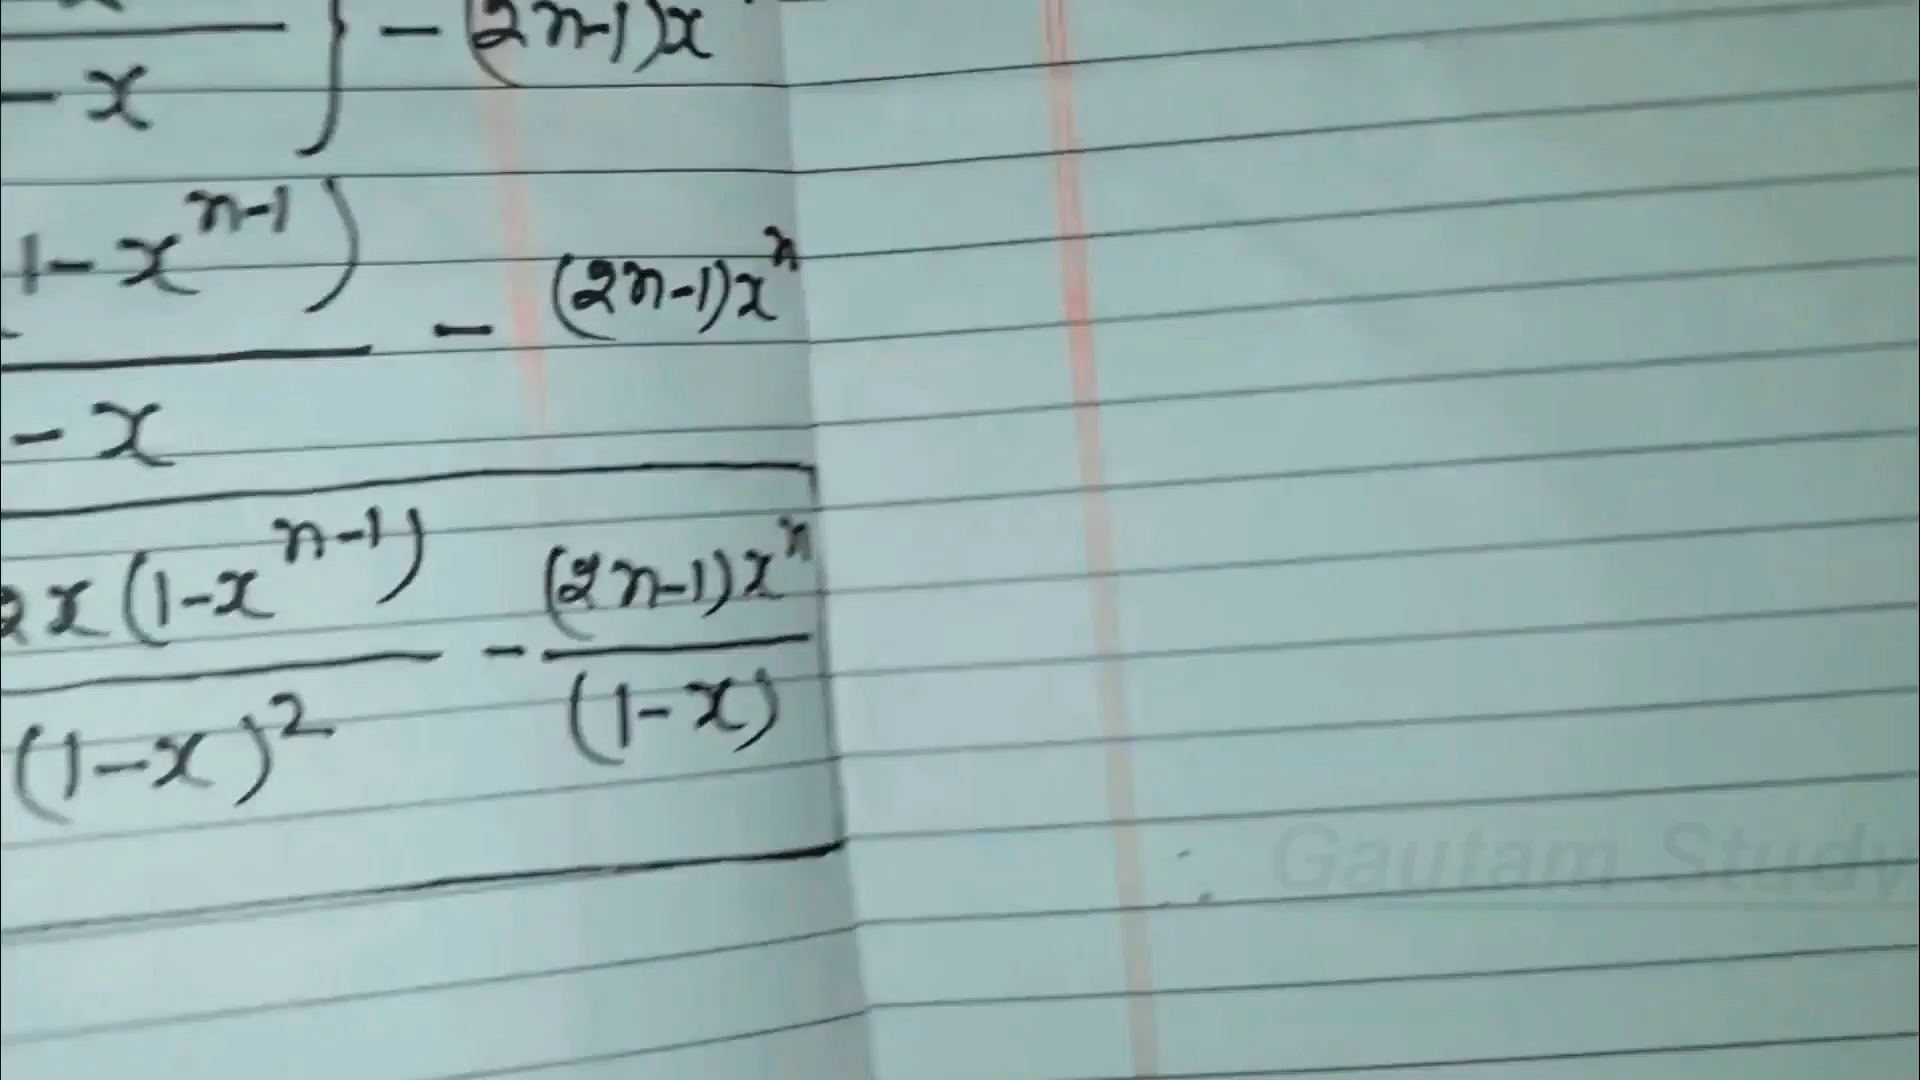 - (2n-1)x
- x }
1 - x^{n-1}) - (2n-1)x^n
- x
2x(1-x^{n-1}) - (2n-1)x^n
(1-x)^2 (1-x)
Gautam Study